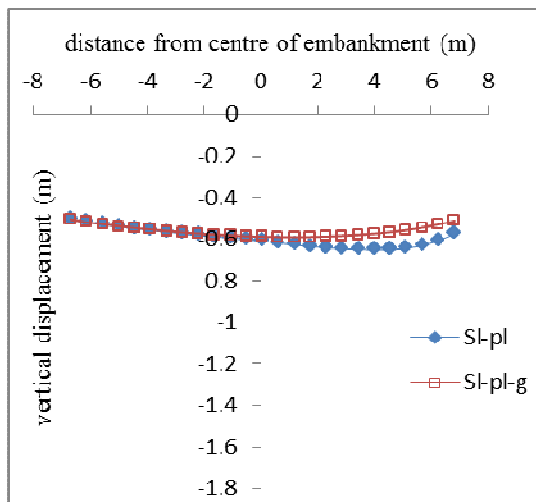 distance from centre of embankment (m)
-8 -6 -4 -2 0 2 4 6 8
vertical displacement (m)
0
-0.2
-0.4
-0.6
-0.8
-1
-1.2
-1.4
-1.6
-1.8
Sl-pl
Sl-pl-g